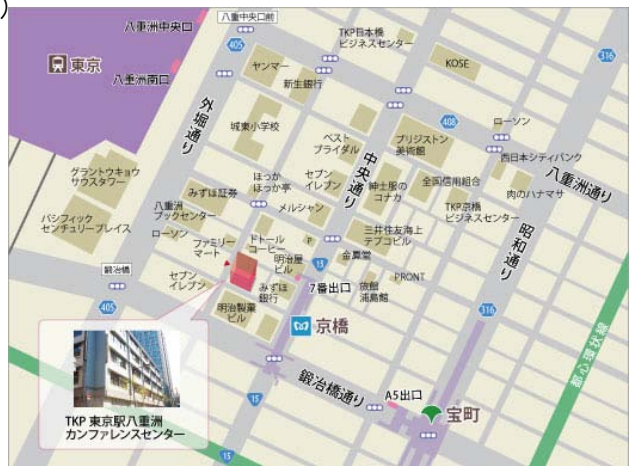 )
八重洲中央口
八重中央口前
405
東京
八重洲南口
外堀通り
ヤンマー
新生銀行
TKP日本橋
ビジネスセンター
KOSE
316
城東小学校
ベスト
ブライダル
中央通り
ブリジストン
美術館
408
ローソン
西日本シティバンク
八重洲通り
グラントウキョウ
サウスタワー
パシフィック
センチュリープレイス
みずほ証券
ほっか
ほっか亭
セブン
イレブン
紳士服の
コナカ
全国信用組合
肉のハナマサ
八重洲
ブックセンター
メルシャン
TKP京橋
ビジネスセンター
昭和通り
ローソン
ファミリー
マート
ドトール
コーヒー
P
三井住友海上
テプコビル
鍛冶橋
セブン
イレブン
明治屋
ビル
15
金貫堂
PRONT
405
みずほ
銀行
7番出口
旅館
浦島館
316
明治製菓
ビル
京橋
都心環状線
鍛冶橋通り
A5出口
15
15
宝町
TKP 東京駅八重洲
カンファレンスセンター